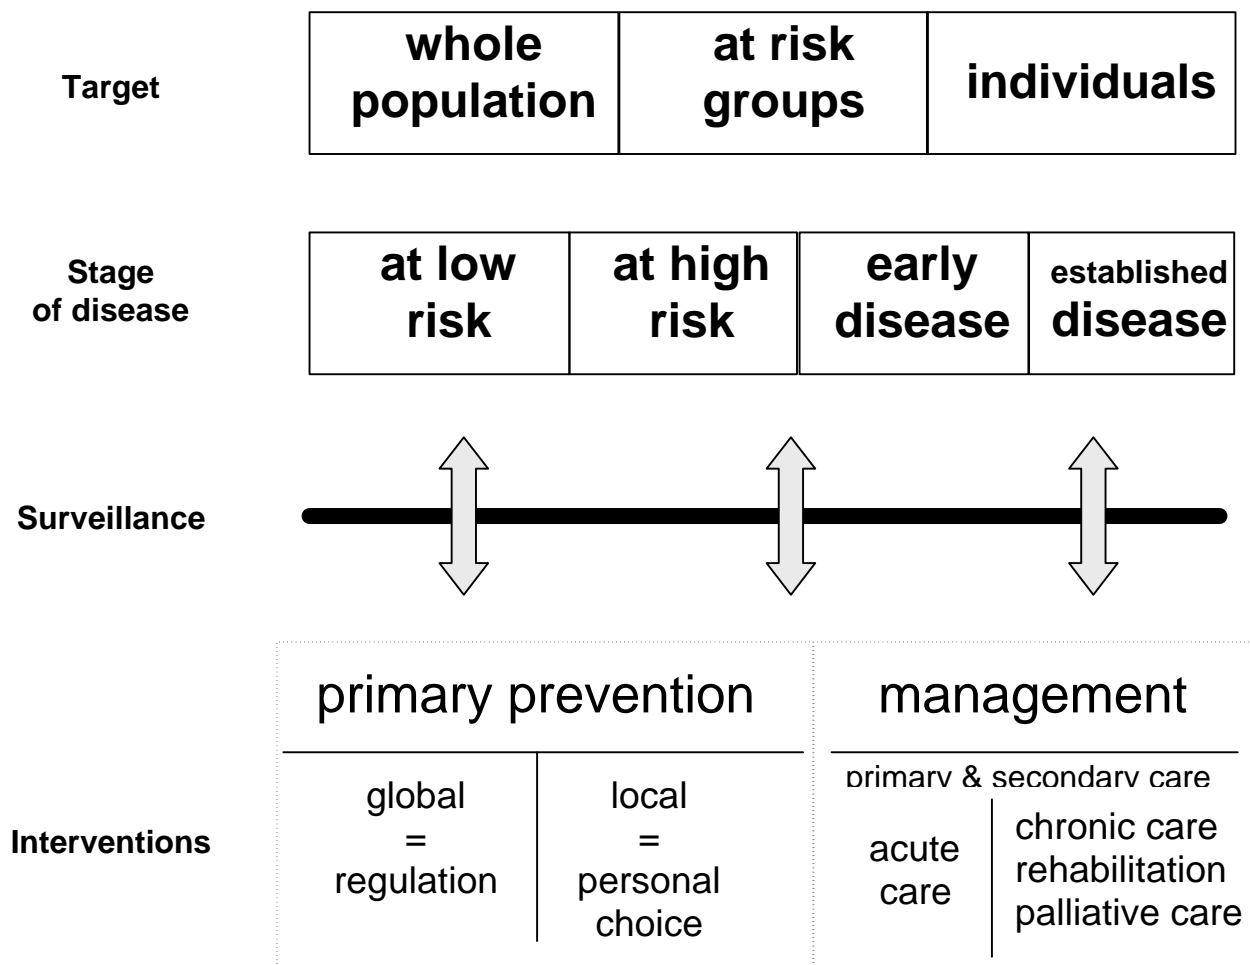 Target
whole
population
at risk
groups
individuals
Stage
of disease
at low
risk
at high
risk
early
disease
established
disease
Surveillance
Interventions
primary prevention
global
=
regulation
local
=
personal
choice
management
primary & secondary care
acute
care
chronic care
rehabilitation
palliative care